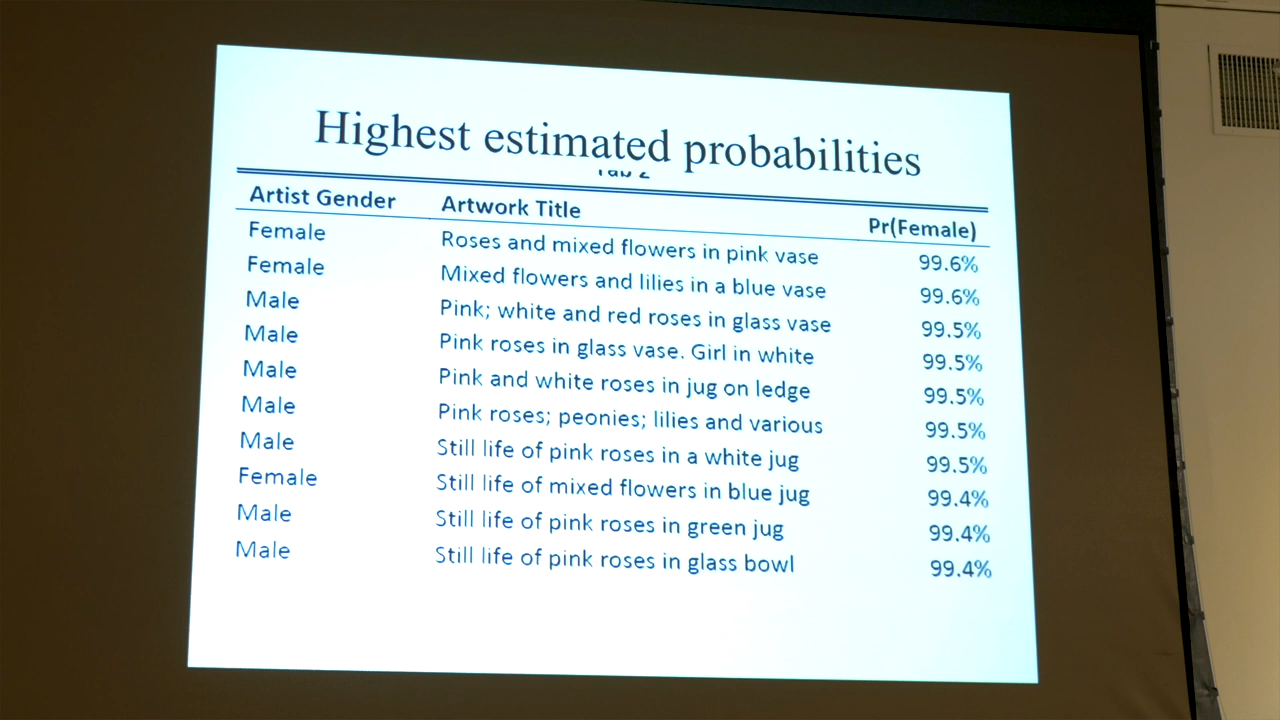 Highest estimated probabilities
Tab 2
Artist Gender Artwork Title Pr(Female)
Female Roses and mixed flowers in pink vase 99.6%
Female Mixed flowers and lilies in a blue vase 99.6%
Male Pink; white and red roses in glass vase 99.5%
Male Pink roses in glass vase. Girl in white 99.5%
Male Pink and white roses in jug on ledge 99.5%
Male Pink roses; peonies; lilies and various 99.5%
Male Still life of pink roses in a white jug 99.5%
Female Still life of mixed flowers in blue jug 99.4%
Male Still life of pink roses in green jug 99.4%
Male Still life of pink roses in glass bowl 99.4%